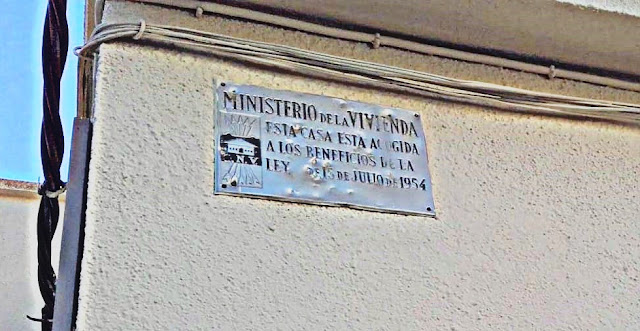 MINISTERIO DE LA VIVIENDA
ESTA CASA ESTA ACOGIDA
A LOS BENEFICIOS DE LA
LEY DE 15 DE JULIO DE 1954